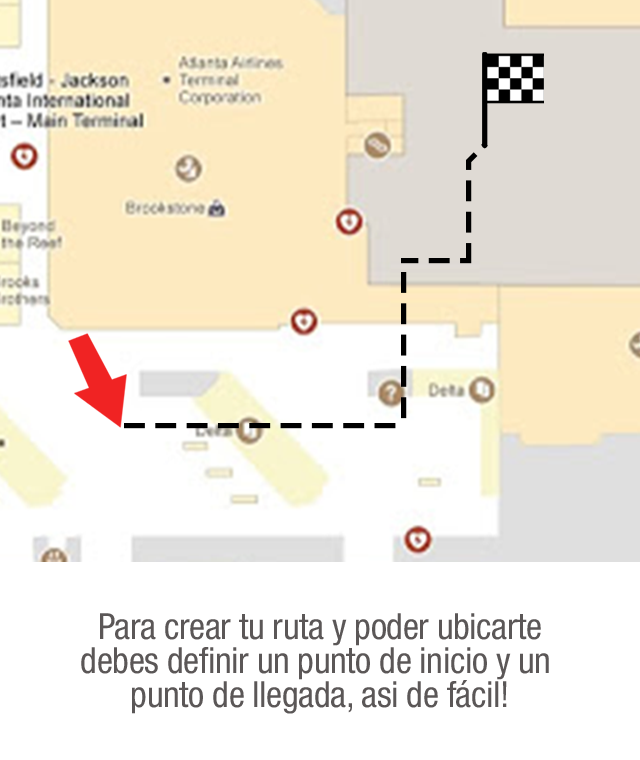 Atlanta Airlines
Terminal
Corporation
sfield - Jackson
nta International
t – Main Terminal
Brookstone
Beyond
the Reef
rooks
rothers
Delta
Delta
Para crear tu ruta y poder ubicarte
debes definir un punto de inicio y un
punto de llegada, asi de fácil!